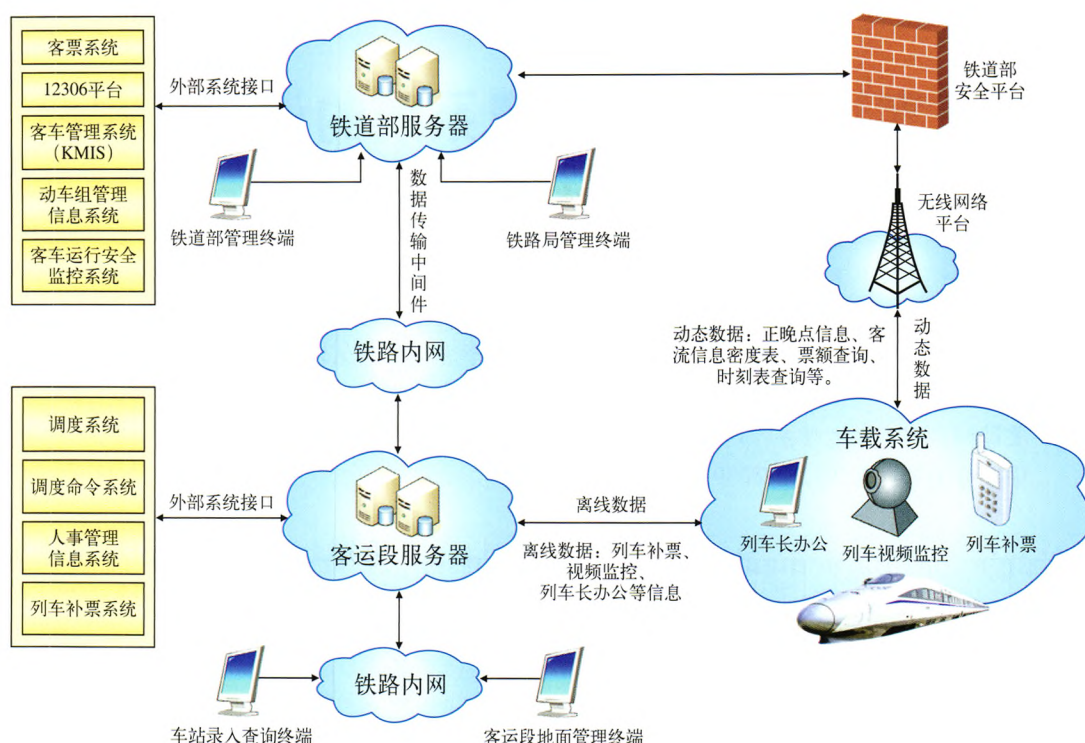 客票系统
12306平台
客车管理系统
（KMIS）
动车组管理
信息系统
客车运行安全
监控系统
外部系统接口
铁道部服务器
铁道部
安全平台
铁道部管理终端
铁路局管理终端
数据传输中间件
无线网络
平台
铁路内网
动态数据：正晚点信息、客
流信息密度表、票额查询、
时刻表查询等。
动态数据
调度系统
调度命令系统
人事管理
信息系统
列车补票系统
外部系统接口
客运段服务器
离线数据
离线数据：列车补票、
视频监控、
列车长办公等信息
车载系统
列车长办公
列车视频监控
列车补票
铁路内网
车站录入查询终端
客运段地面管理终端